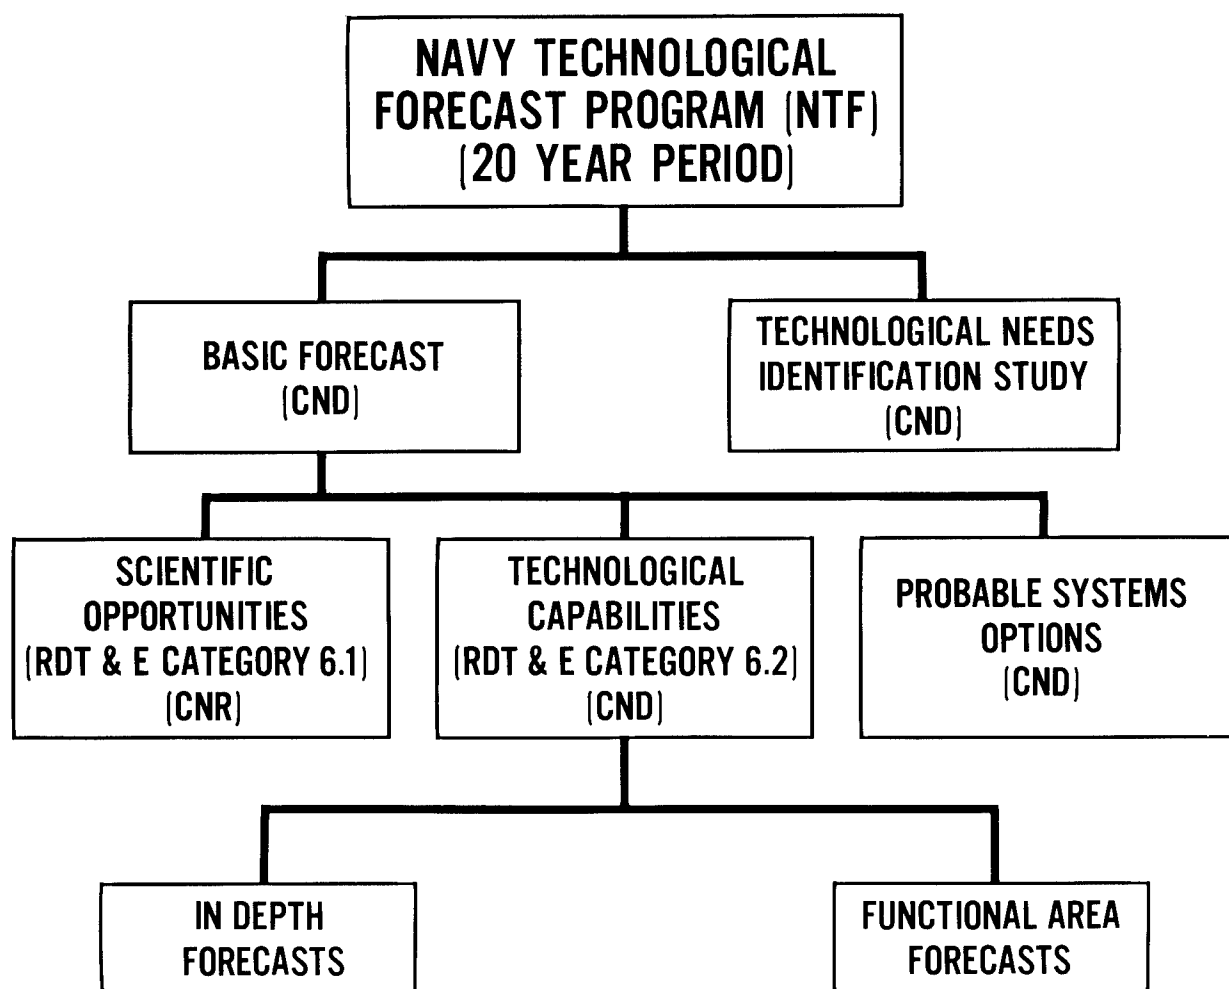 NAVY TECHNOLOGICAL
FORECAST PROGRAM (NTF)
(20 YEAR PERIOD)
BASIC FORECAST
(CND)
TECHNOLOGICAL NEEDS
IDENTIFICATION STUDY
(CND)
SCIENTIFIC
OPPORTUNITIES
(RDT & E CATEGORY 6.1)
(CNR)
TECHNOLOGICAL
CAPABILITIES
(RDT & E CATEGORY 6.2)
(CND)
PROBABLE SYSTEMS
OPTIONS
(CND)
IN DEPTH
FORECASTS
FUNCTIONAL AREA
FORECASTS